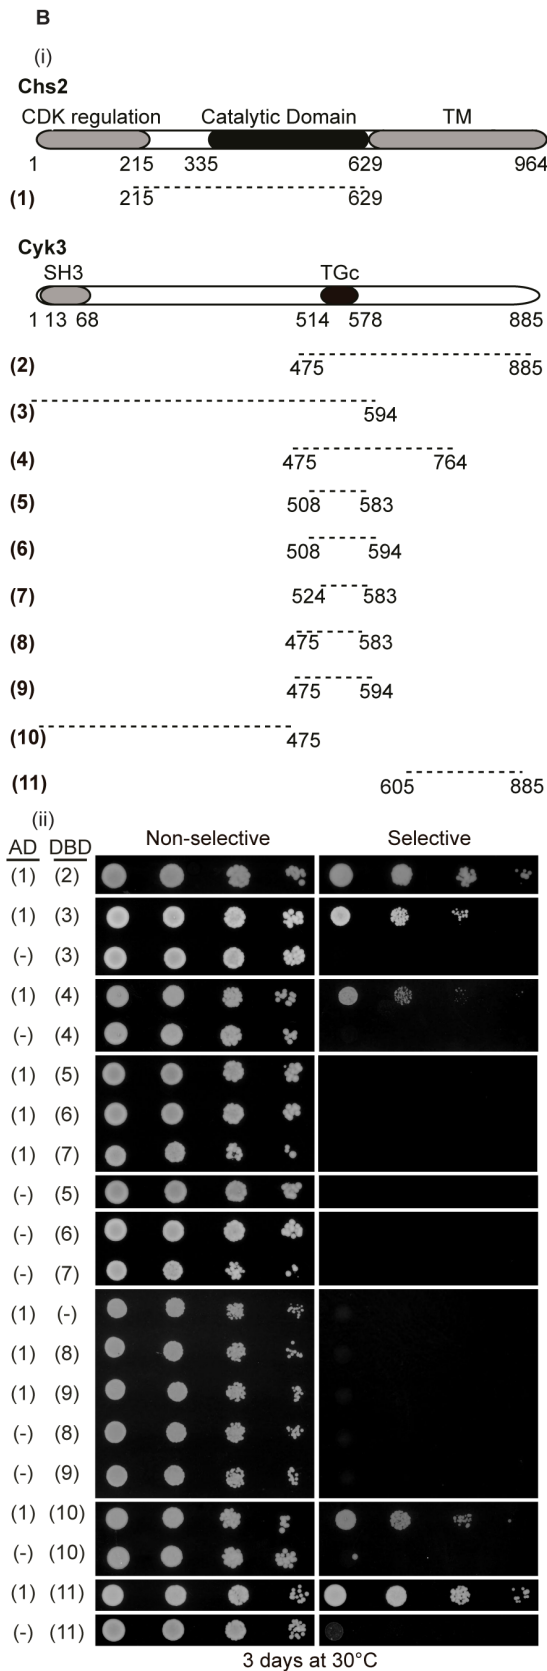 B
(i)
Chs2
CDK regulation Catalytic Domain TM
1 215 335 629 964
(1) 215 629
Cyk3
SH3 TGc
1 13 68 514 578 885
(2) 475 885
(3) 594
(4) 475 764
(5) 508 583
(6) 508 594
(7) 524 583
(8) 475 583
(9) 475 594
(10) 475
(11) 605 885
(ii)
AD DBD Non-selective Selective
(1) (2)
(1) (3)
(-) (3)
(1) (4)
(-) (4)
(1) (5)
(1) (6)
(1) (7)
(-) (5)
(-) (6)
(-) (7)
(1) (-)
(1) (8)
(1) (9)
(-) (8)
(-) (9)
(1) (10)
(-) (10)
(1) (11)
(-) (11)
3 days at 30°C